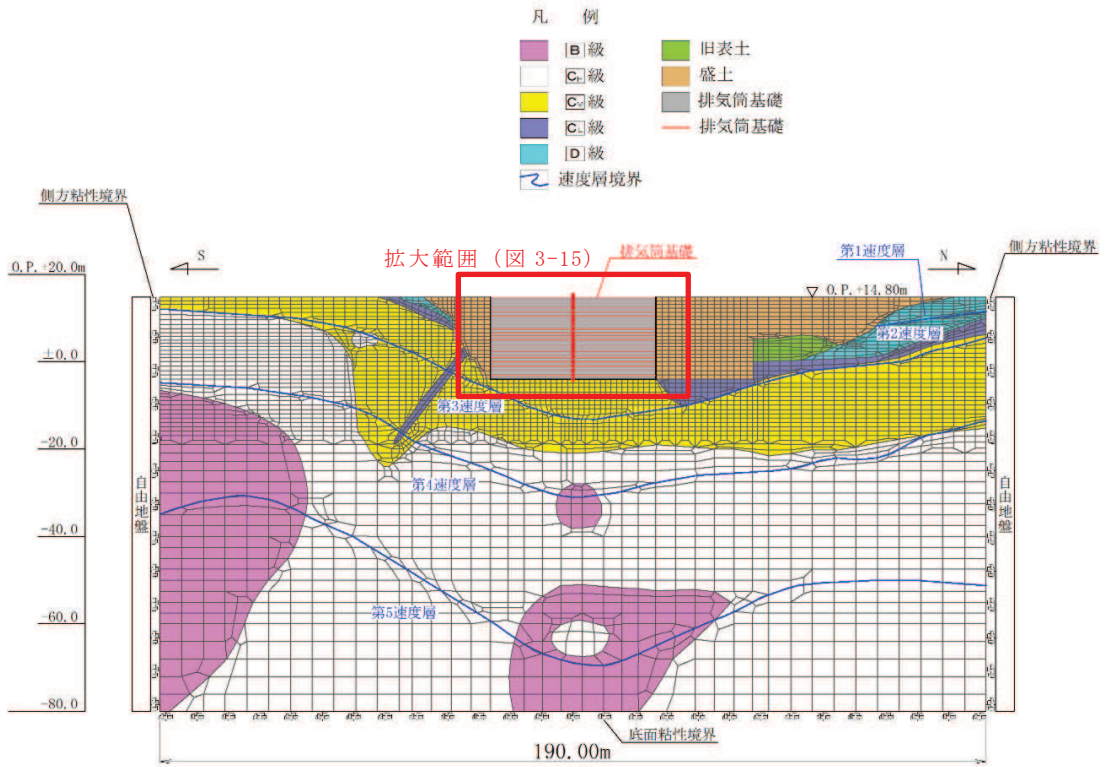 凡 例
B 級
CH 級
CM 級
CL 級
D 級
速度層境界
旧表土
盛土
排気筒基礎
排気筒基礎
側方粘性境界
拡大範囲 (図 3-15)
排気筒基礎
第1速度層
側方粘性境界
S
N
O.P.+20.0m
O.P.+14.80m
第2速度層
±0.0
第3速度層
-20.0
第4速度層
自由地盤
自由地盤
-40.0
-60.0
第5速度層
-80.0
底面粘性境界
190.00m